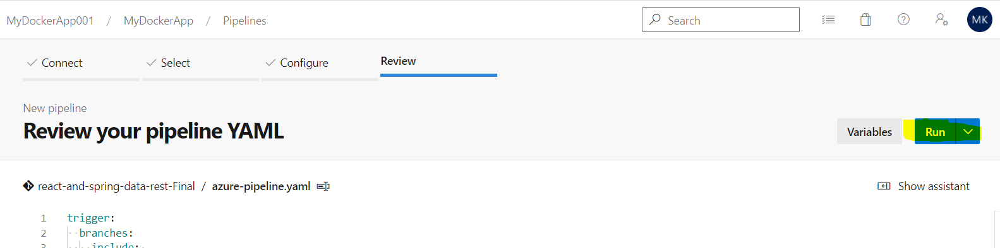 MyDockerApp001 / MyDockerApp / Pipelines
Search
MK
Connect
Select
Configure
Review
New pipeline
Review your pipeline YAML
Variables
Run
react-and-spring-data-rest-Final / azure-pipeline.yaml
Show assistant
1 trigger:
2 branches:
3 include: